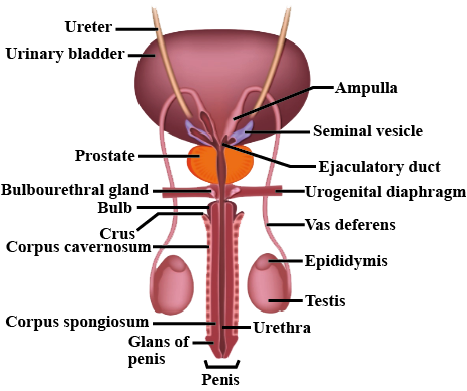 Ureter
Urinary bladder
Ampulla
Seminal vesicle
Prostate
Ejaculatory duct
Bulbourethral gland
Urogenital diaphragm
Bulb
Vas deferens
Crus
Corpus cavernosum
Epididymis
Testis
Corpus spongiosum
Urethra
Glans of
penis
Penis